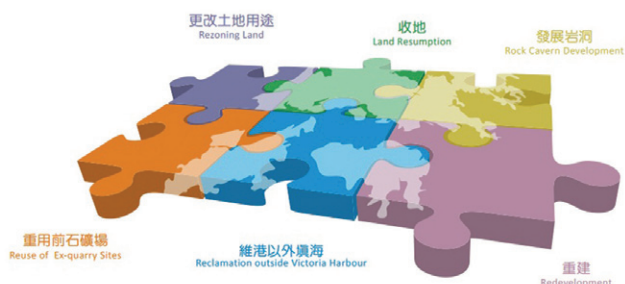 更改土地用途
Rezoning Land
收地
Land Resumption
發展岩洞
Rock Cavern Development
重用前石礦場
Reuse of Ex-quarry Sites
維港以外填海
Reclamation outside Victoria Harbour
重建
Redevelopment